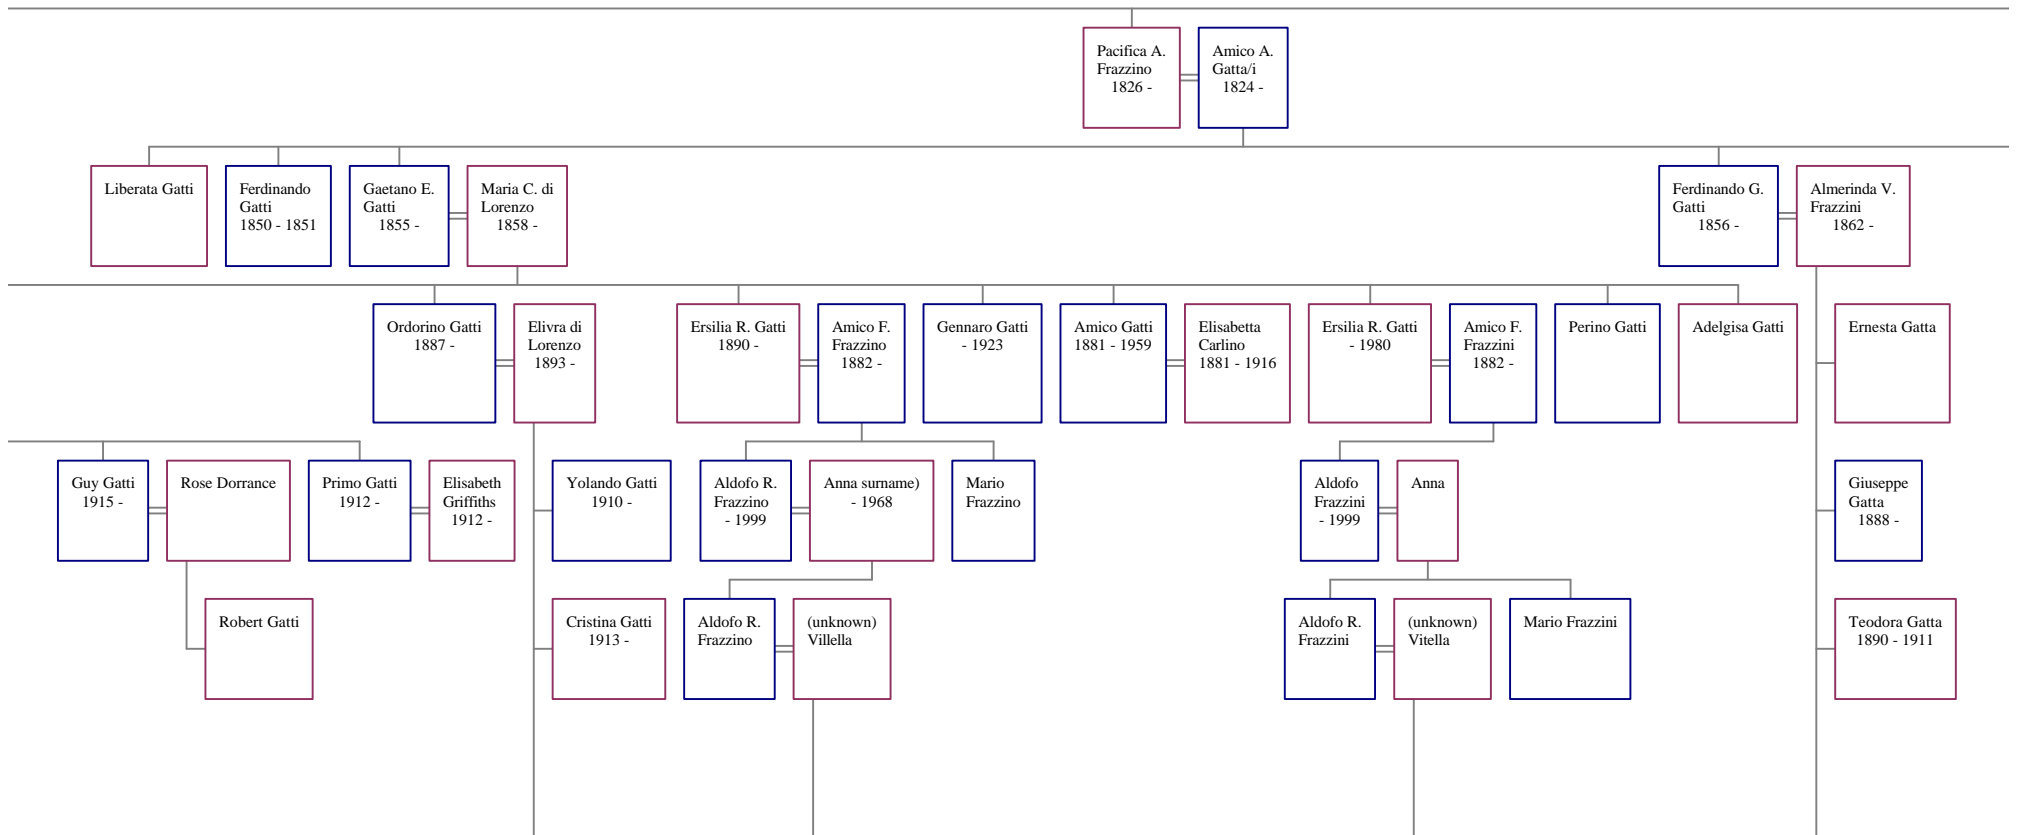 Pacifica A.
Frazzino
1826 -
Amico A.
Gatta/i
1824 -
Liberata Gatti
Ferdinando
Gatti
1850 - 1851
Gaetano E.
Gatti
1855 -
Maria C. di
Lorenzo
1858 -
Ferdinando G.
Gatti
1856 -
Almerinda V.
Frazzini
1862 -
Ordorino Gatti
1887 -
Elivra di
Lorenzo
1893 -
Ersilia R. Gatti
1890 -
Amico F.
Frazzino
1882 -
Gennaro Gatti
- 1923
Amico Gatti
1881 - 1959
Elisabetta
Carlino
1881 - 1916
Ersilia R. Gatti
- 1980
Amico F.
Frazzini
1882 -
Perino Gatti
Adelgisa Gatti
Ernesta Gatta
Guy Gatti
1915 -
Rose Dorrance
Primo Gatti
1912 -
Elisabeth
Griffiths
1912 -
Yolando Gatti
1910 -
Aldofo R.
Frazzino
- 1999
Anna surname)
- 1968
Mario
Frazzino
Aldofo
Frazzini
- 1999
Anna
Giuseppe
Gatta
1888 -
Robert Gatti
Cristina Gatti
1913 -
Aldofo R.
Frazzino
(unknown)
Villella
Aldofo R.
Frazzini
(unknown)
Vitella
Mario Frazzini
Teodora Gatta
1890 - 1911